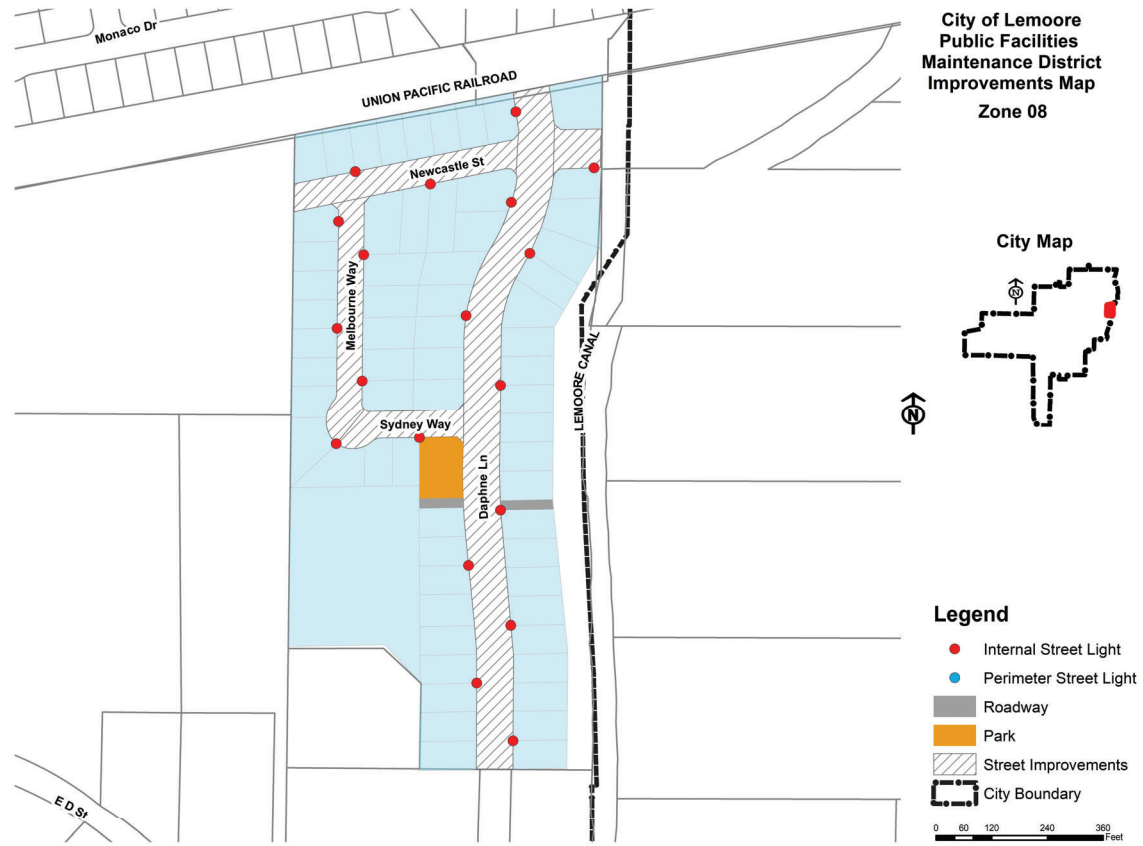 City of Lemoore
Public Facilities
Maintenance District
Improvements Map
Zone 08
Monaco Dr
UNION PACIFIC RAILROAD
Newcastle St
Melbourne Way
Sydney Way
Daphne Ln
LEMOORE CANAL
E D St
City Map
N
N
Legend
Internal Street Light
Perimeter Street Light
Roadway
Park
Street Improvements
City Boundary
0 60 120 240 360
Feet